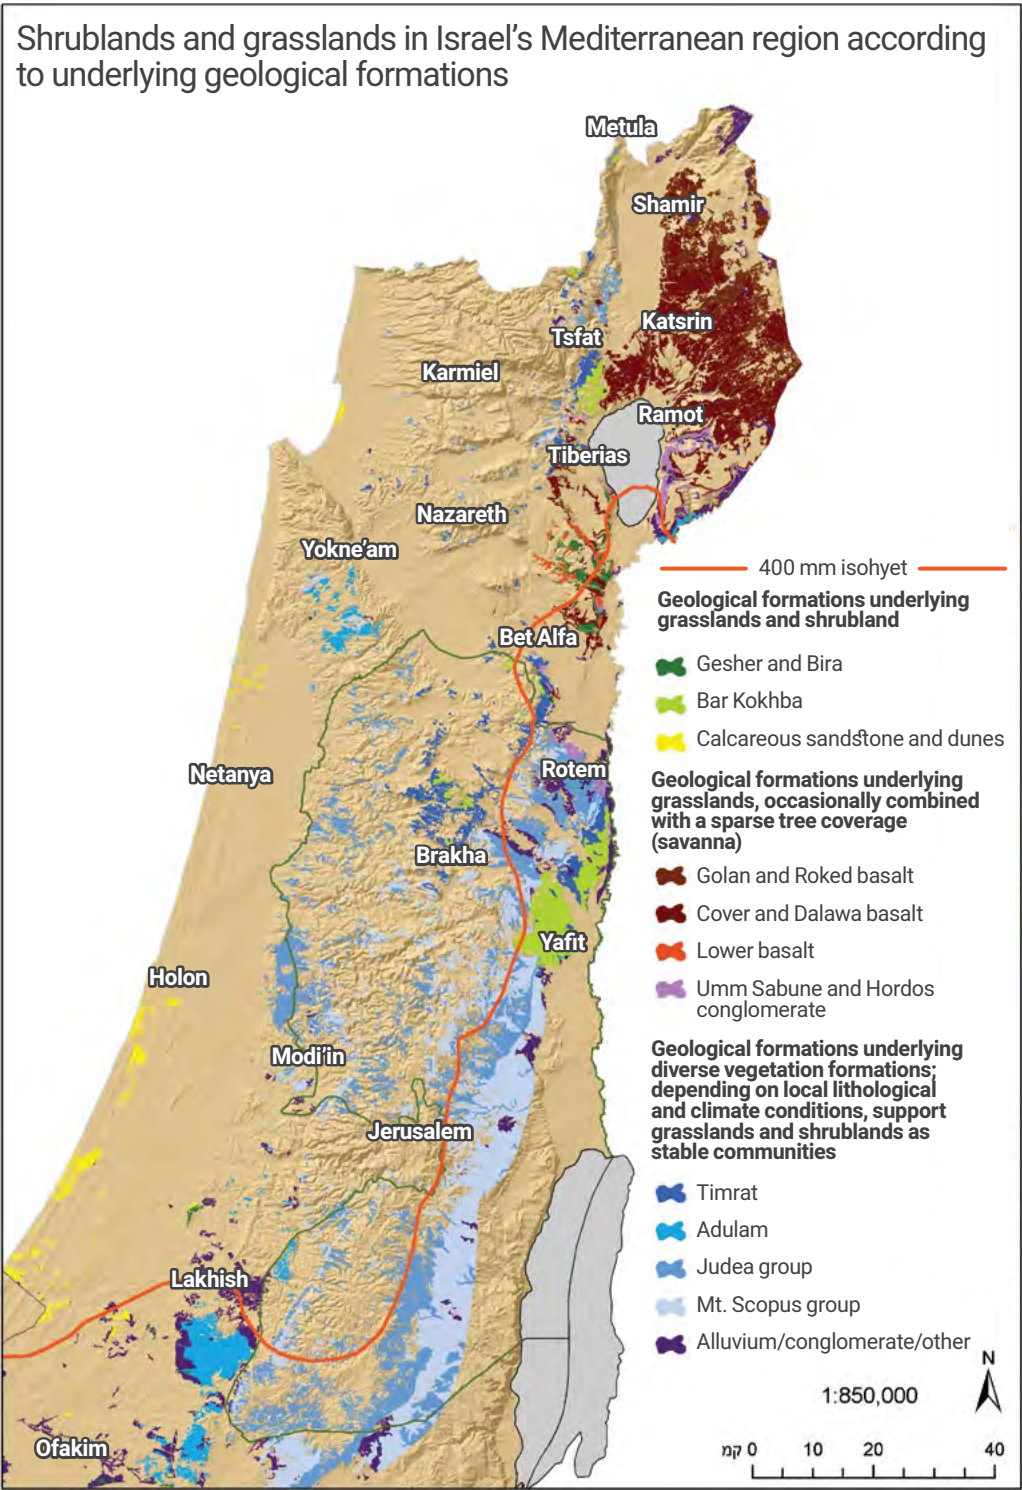 Shrublands and grasslands in Israel's Mediterranean region according
to underlying geological formations
Metula
Shamir
Katsrin
Tsfat
Karmiel
Ramot
Tiberias
Nazareth
Yokne'am
Bet Alfa
Netanya
Rotem
Brakha
Yafit
Holon
Modi'in
Jerusalem
Lakhish
Ofakim
400 mm isohyet
Geological formations underlying
grasslands and shrubland
Gesher and Bira
Bar Kokhba
Calcareous sandstone and dunes
Geological formations underlying
grasslands, occasionally combined
with a sparse tree coverage
(savanna)
Golan and Roked basalt
Cover and Dalawa basalt
Lower basalt
Umm Sabune and Hordos
conglomerate
Geological formations underlying
diverse vegetation formations;
depending on local lithological
and climate conditions, support
grasslands and shrublands as
stable communities
Timrat
Adulam
Judea group
Mt. Scopus group
Alluvium/conglomerate/other
N
1:850,000
קמ 0 10 20 40